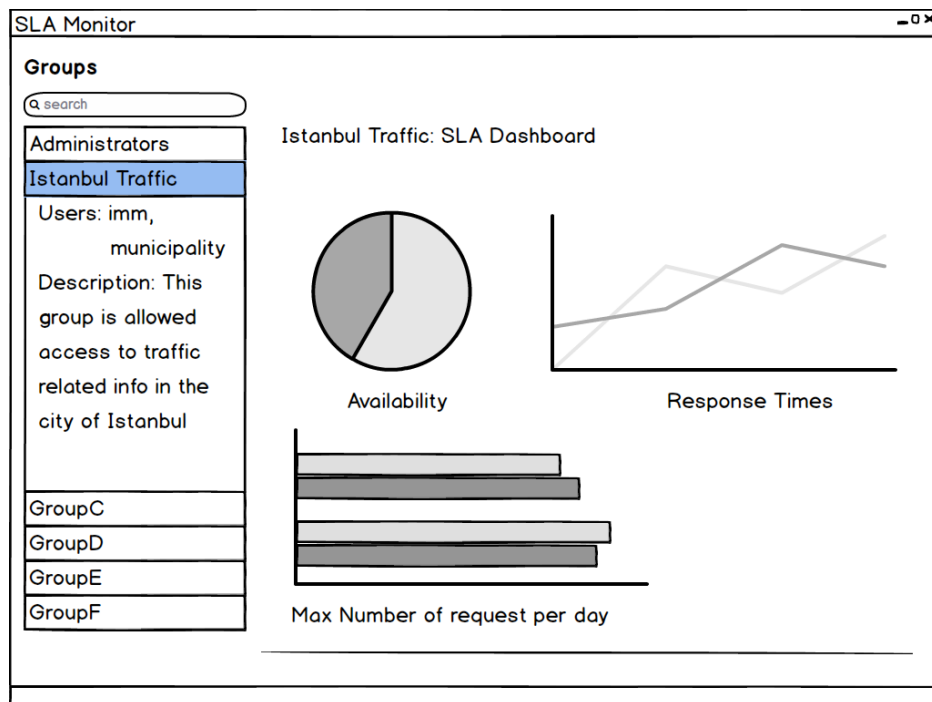 SLA Monitor
Groups
search
Administrators
Istanbul Traffic
Users: imm,
municipality
Description: This
group is allowed
access to traffic
related info in the
city of Istanbul
GroupC
GroupD
GroupE
GroupF
Istanbul Traffic: SLA Dashboard
Availability
Response Times
Max Number of request per day